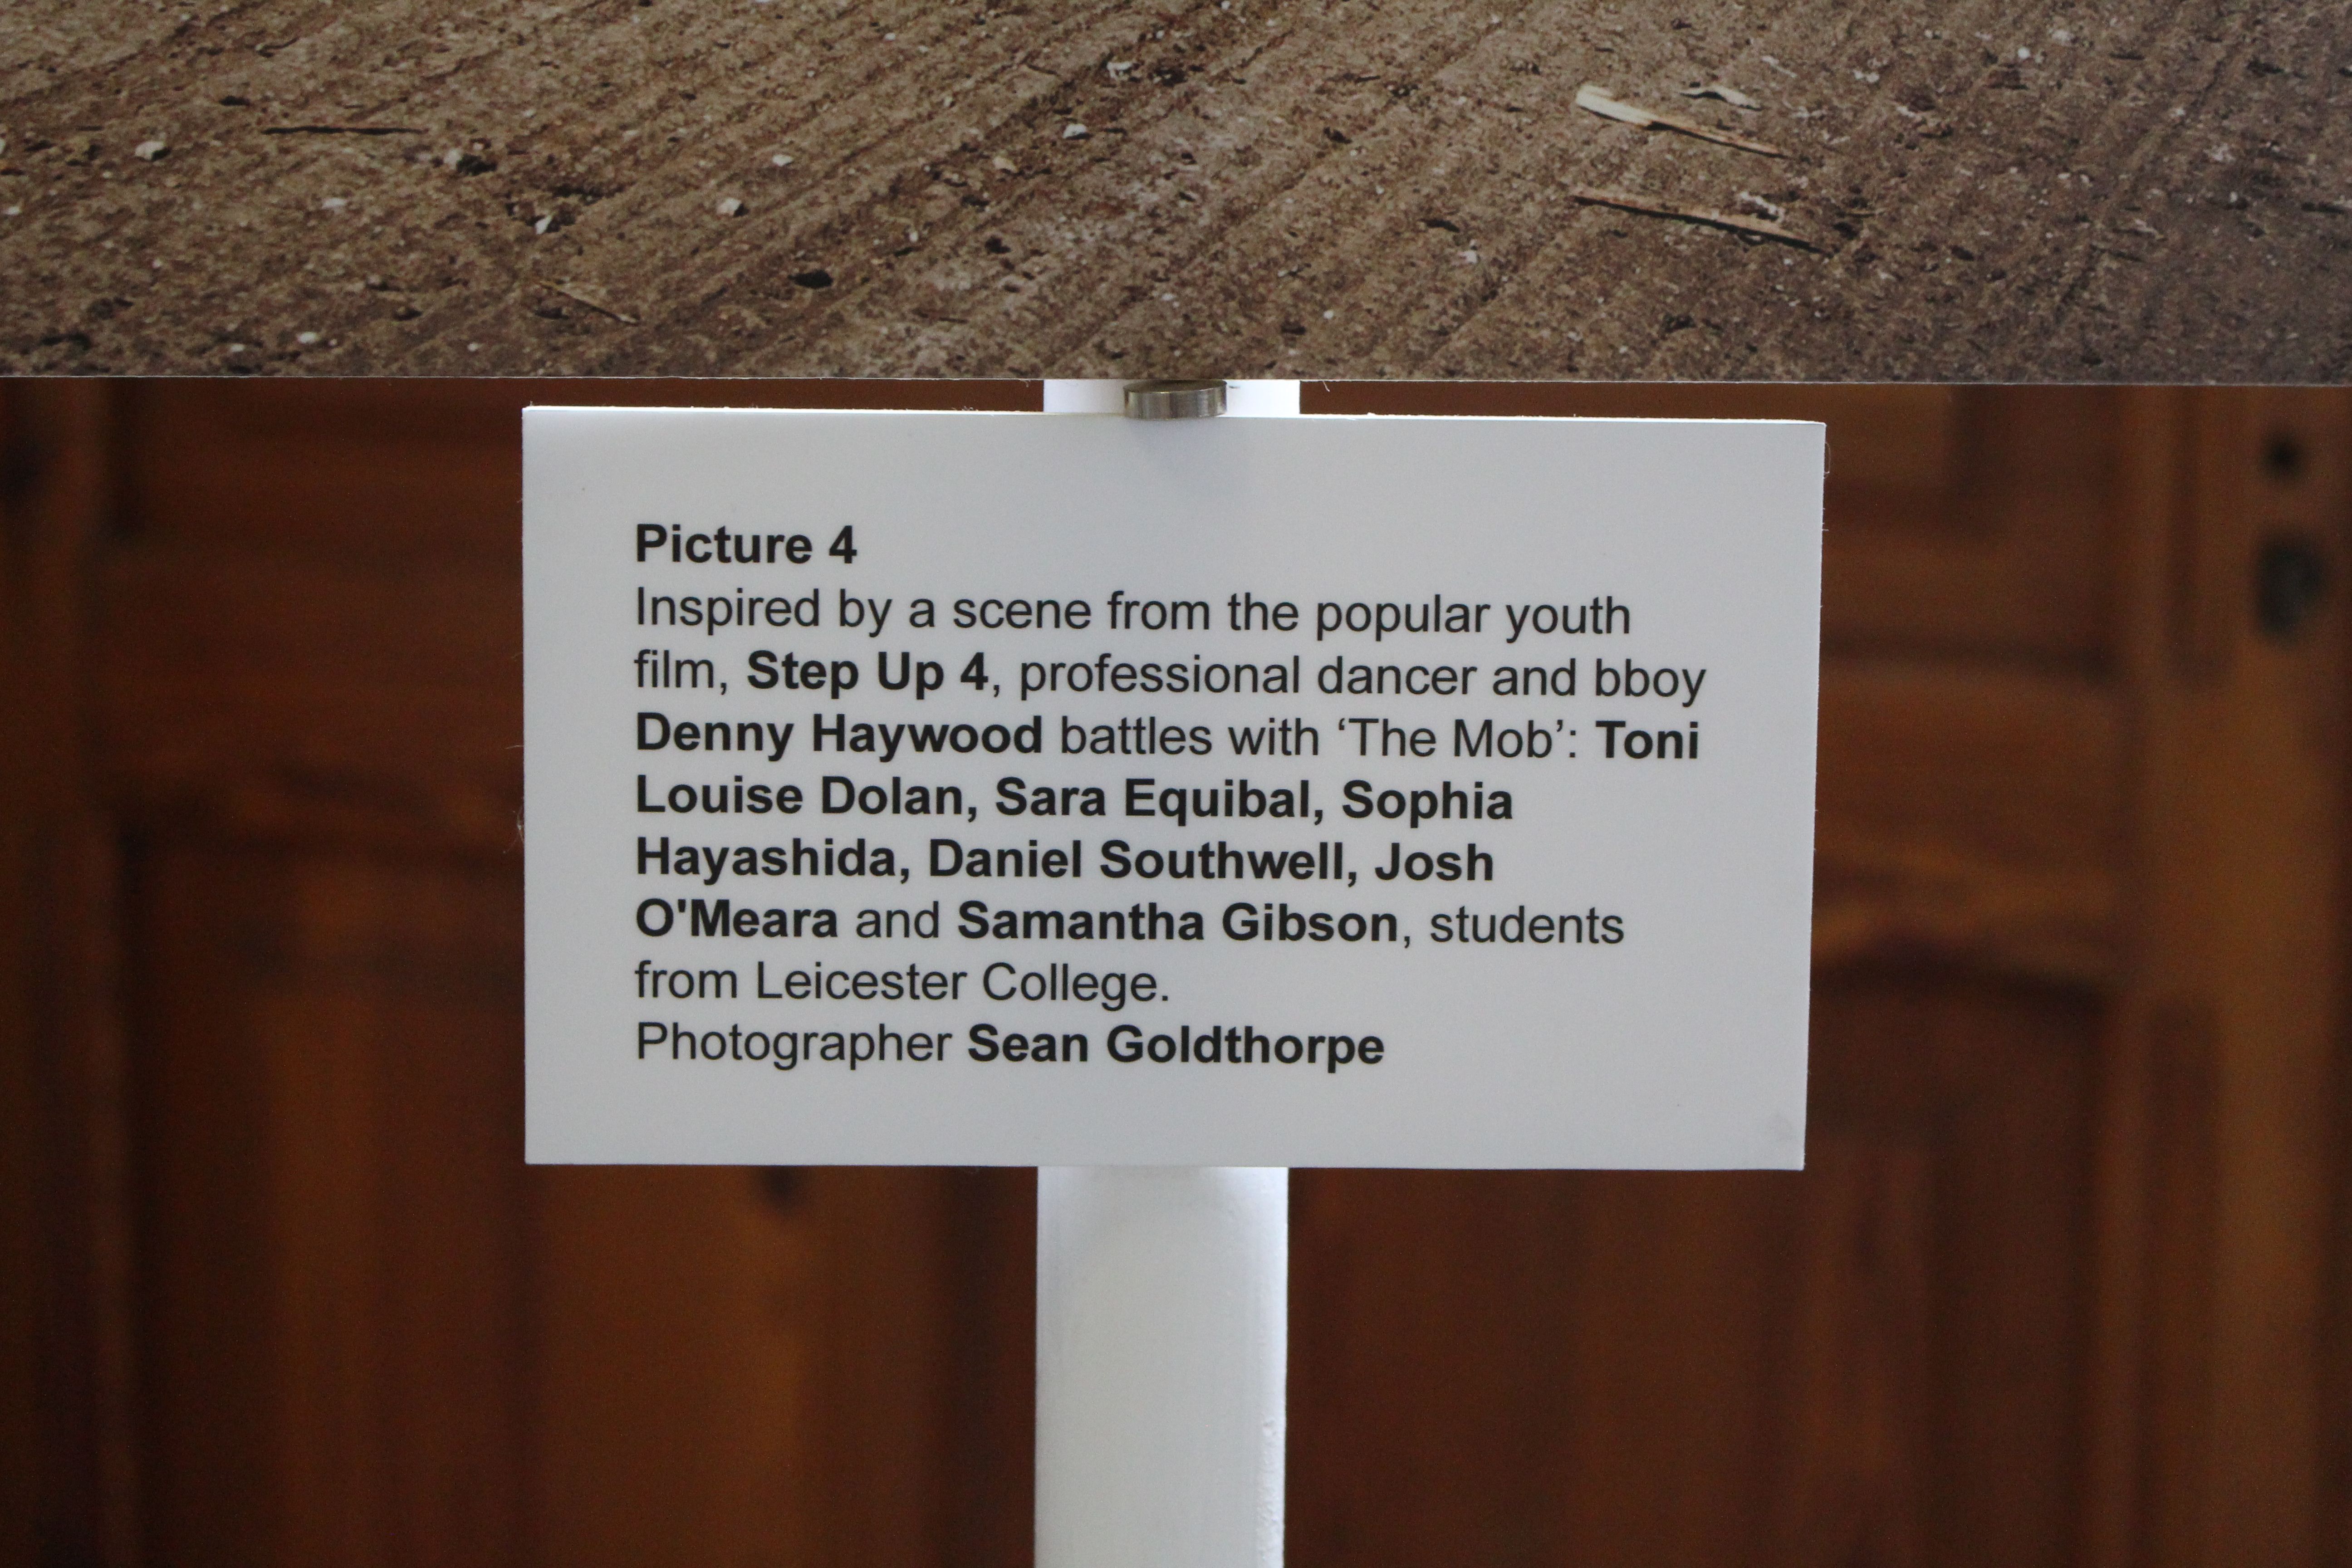 Picture 4
Inspired by a scene from the popular youth
film, Step Up 4, professional dancer and bboy
Denny Haywood battles with ‘The Mob’: Toni
Louise Dolan, Sara Equibal, Sophia
Hayashida, Daniel Southwell, Josh
O'Meara and Samantha Gibson, students
from Leicester College.
Photographer Sean Goldthorpe